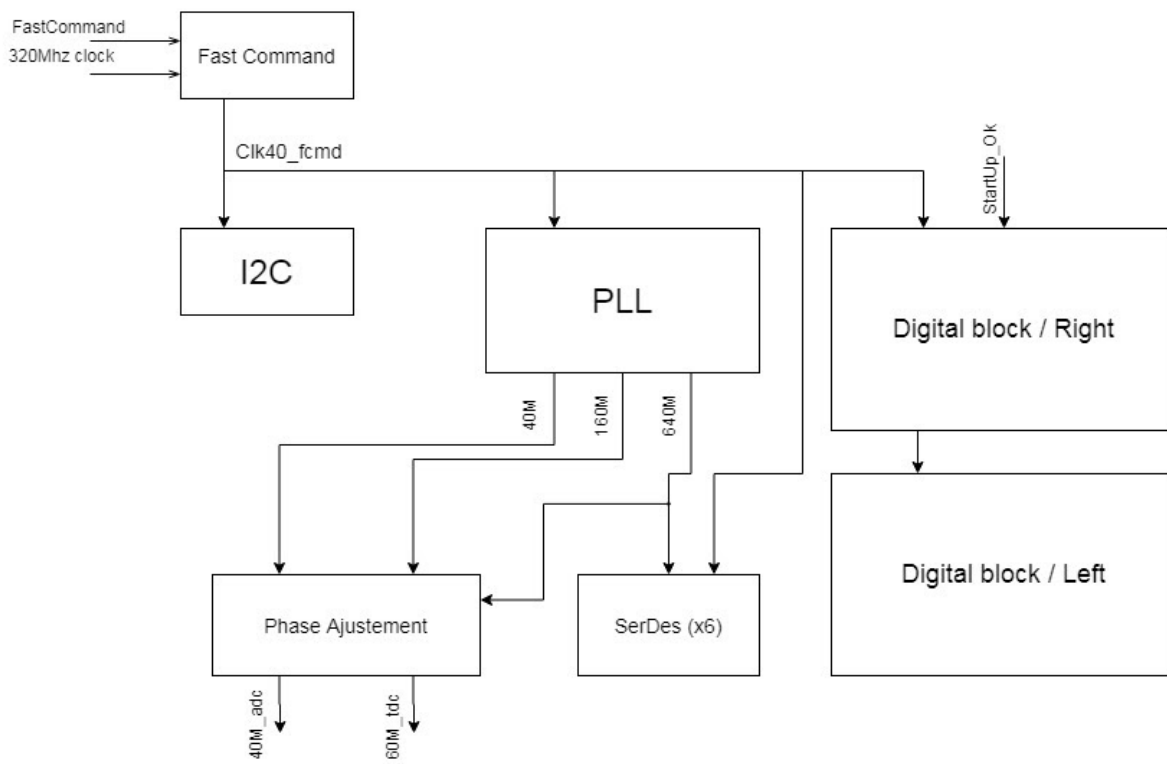 FastCommand
320Mhz clock
Fast Command
Clk40_fcmd
StartUp_Ok
I2C
PLL
Digital block / Right
40M
160M
640M
Digital block / Left
Phase Ajustement
SerDes (x6)
40M_adc
60M_tdc